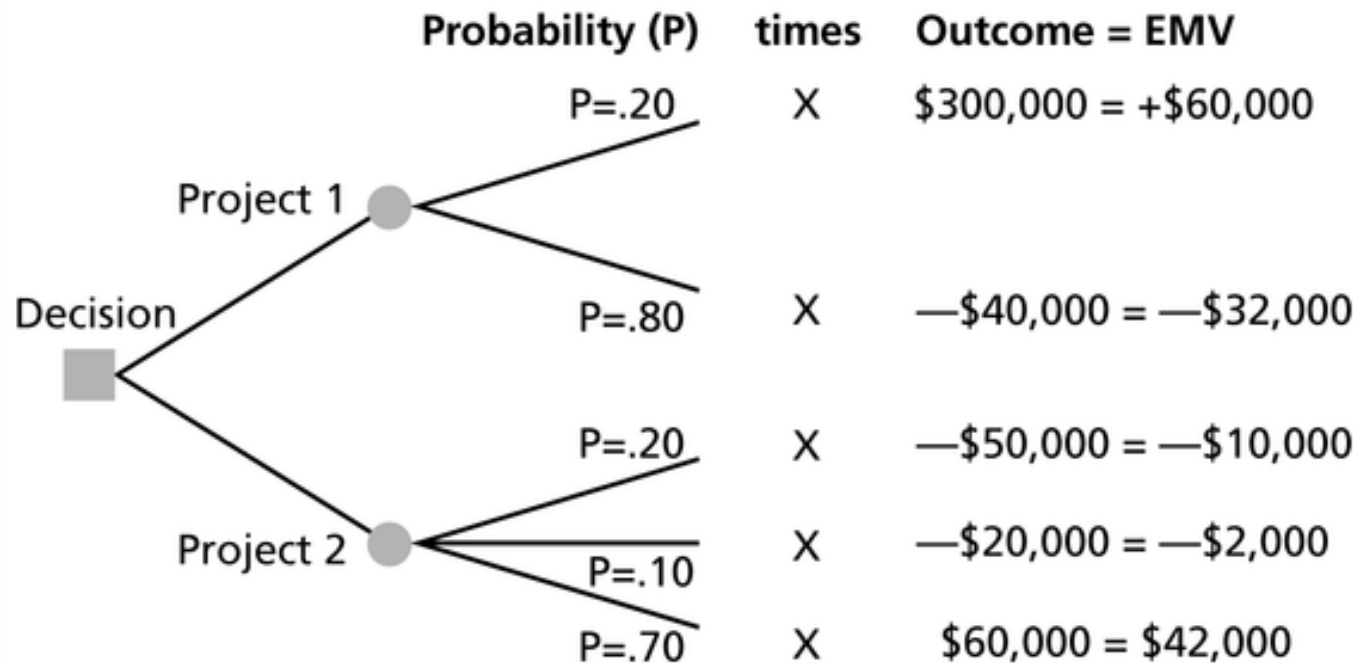 Probability (P) times Outcome = EMV
P=.20 X $300,000 = +$60,000
Project 1
P=.80 X —$40,000 = —$32,000
Decision
P=.20 X —$50,000 = —$10,000
Project 2
P=.10 X —$20,000 = —$2,000
P=.70 X $60,000 = $42,000